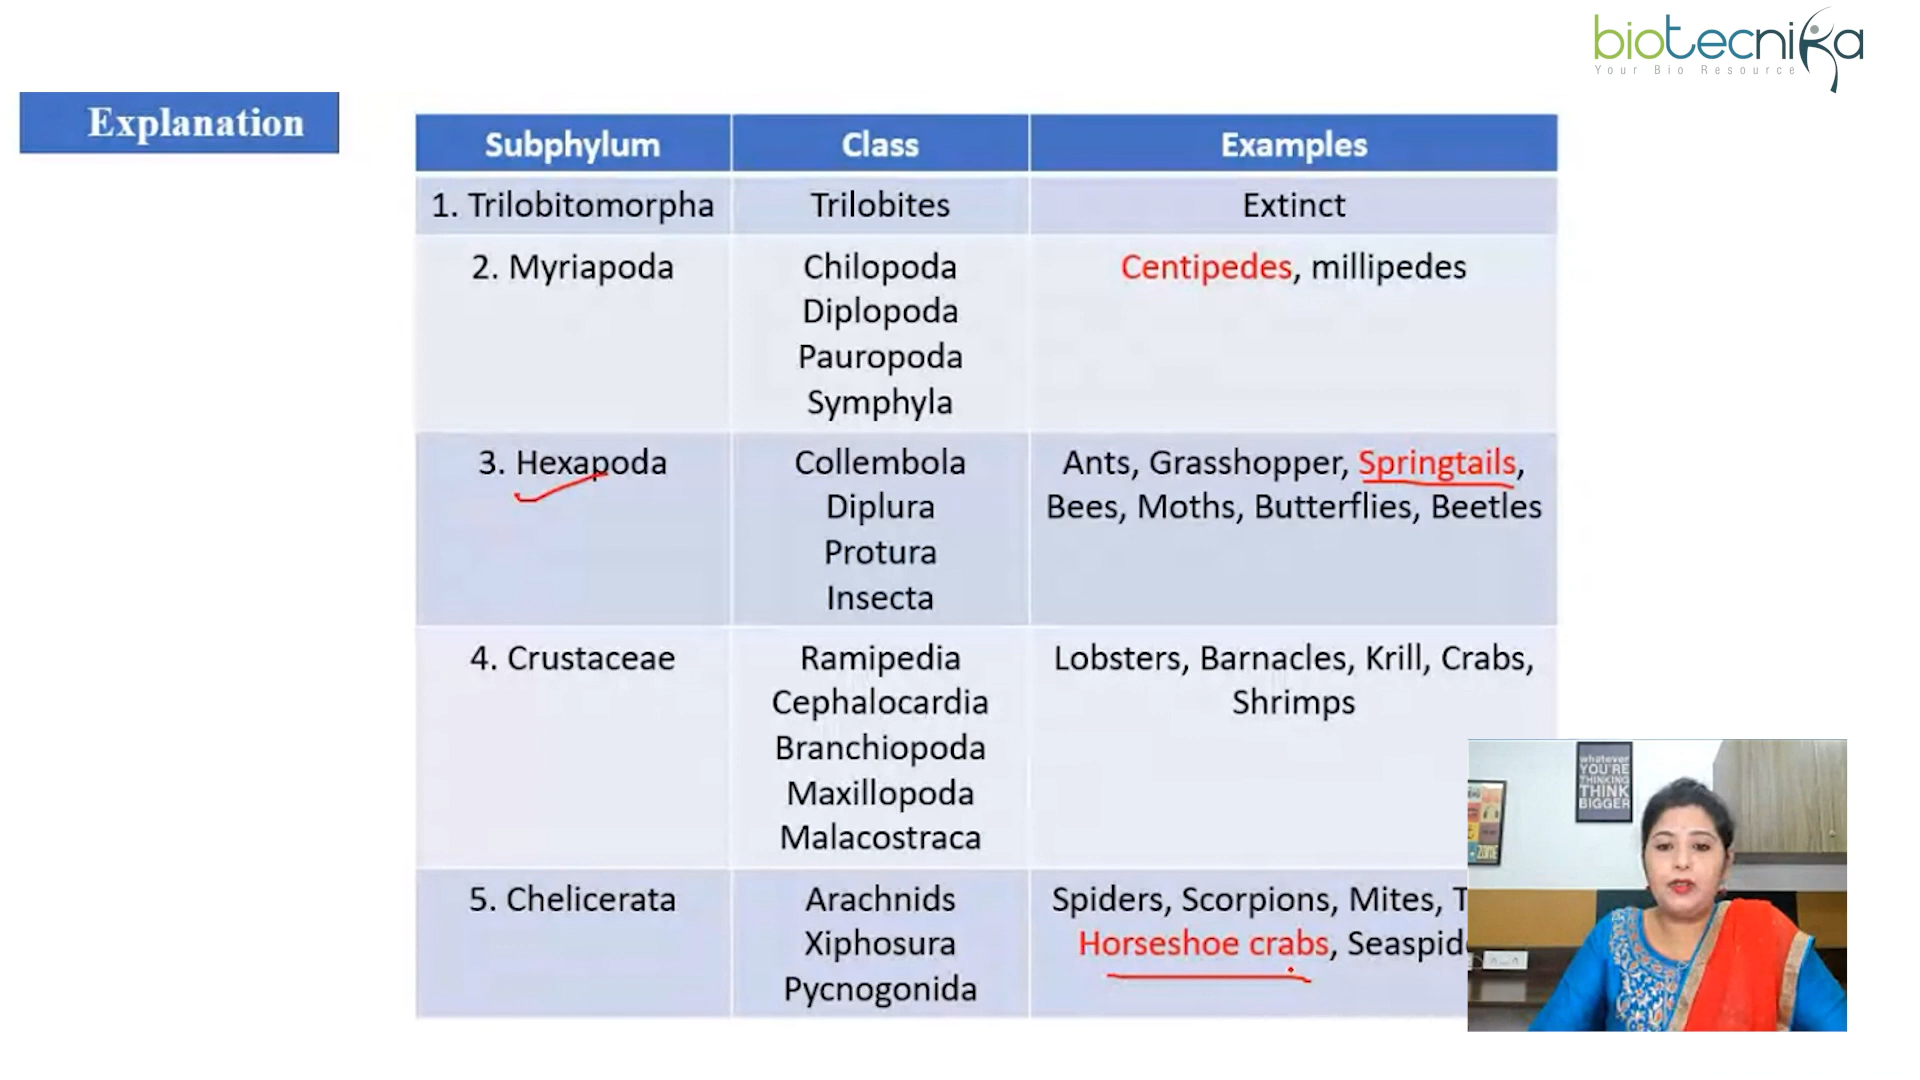 biotecnika
Your Bio Resource
Explanation
Subphylum Class Examples
1. Trilobitomorpha Trilobites Extinct
2. Myriapoda Chilopoda Centipedes, millipedes
Diplopoda
Pauropoda
Symphyla
3. Hexapoda Collembola Ants, Grasshopper, Springtails,
Diplura Bees, Moths, Butterflies, Beetles
Protura
Insecta
4. Crustaceae Ramipedia Lobsters, Barnacles, Krill, Crabs,
Cephalocardia Shrimps
Branchiopoda
Maxillopoda
Malacostraca
5. Chelicerata Arachnids Spiders, Scorpions, Mites,
Xiphosura Horseshoe crabs,
Pycnogonida
whatever
YOU'RE
THINKING
THINK
BIGGER